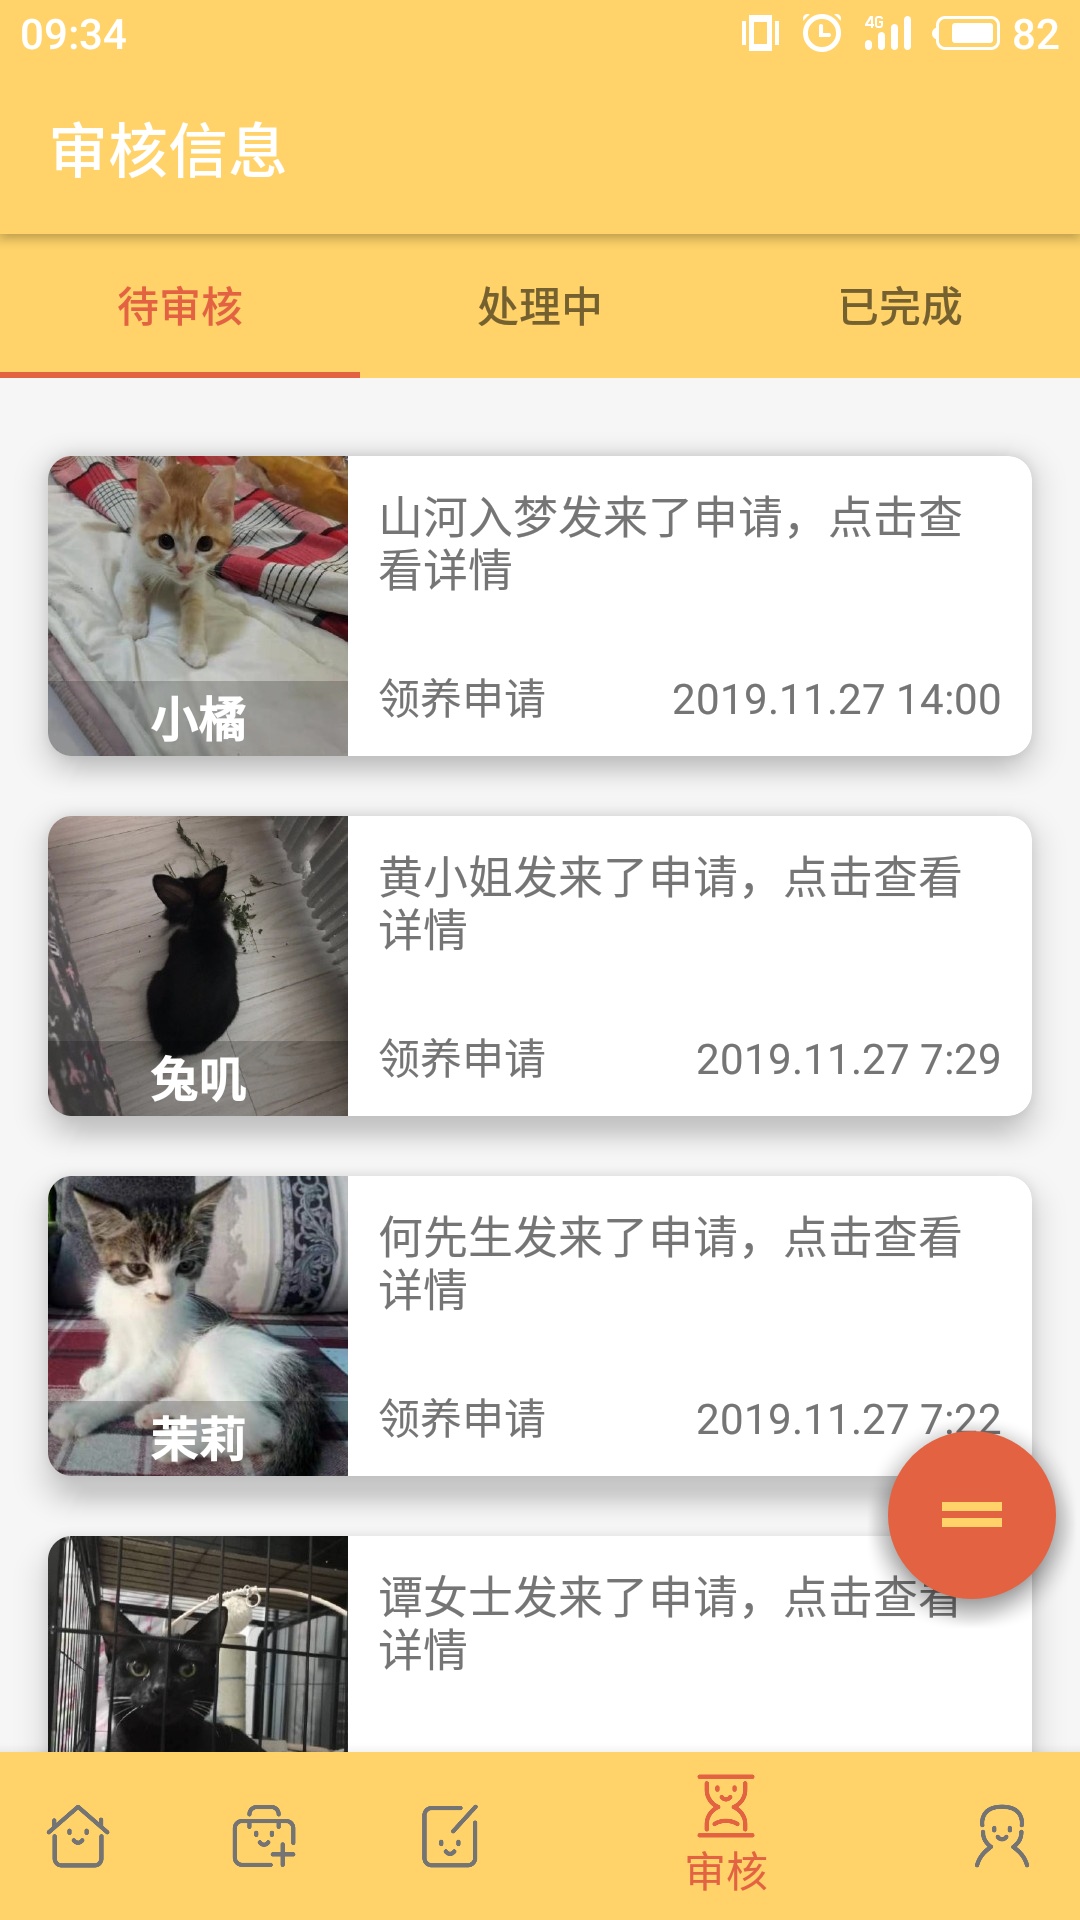 09:34
4G 82
审核信息
待审核 处理中 已完成
山河入梦发来了申请，点击查
看详情
小橘
领养申请 2019.11.27 14:00
黄小姐发来了申请，点击查看
详情
兔叽
领养申请 2019.11.27 7:29
何先生发来了申请，点击查看
详情
茉莉
领养申请 2019.11.27 7:22
谭女士发来了申请，点击查看
详情
审核